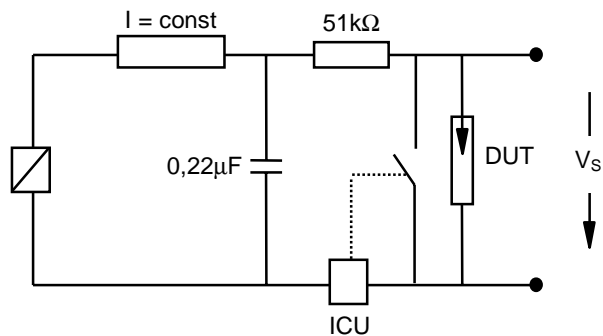 I = const
51kΩ
0,22μF
DUT
VS
ICU